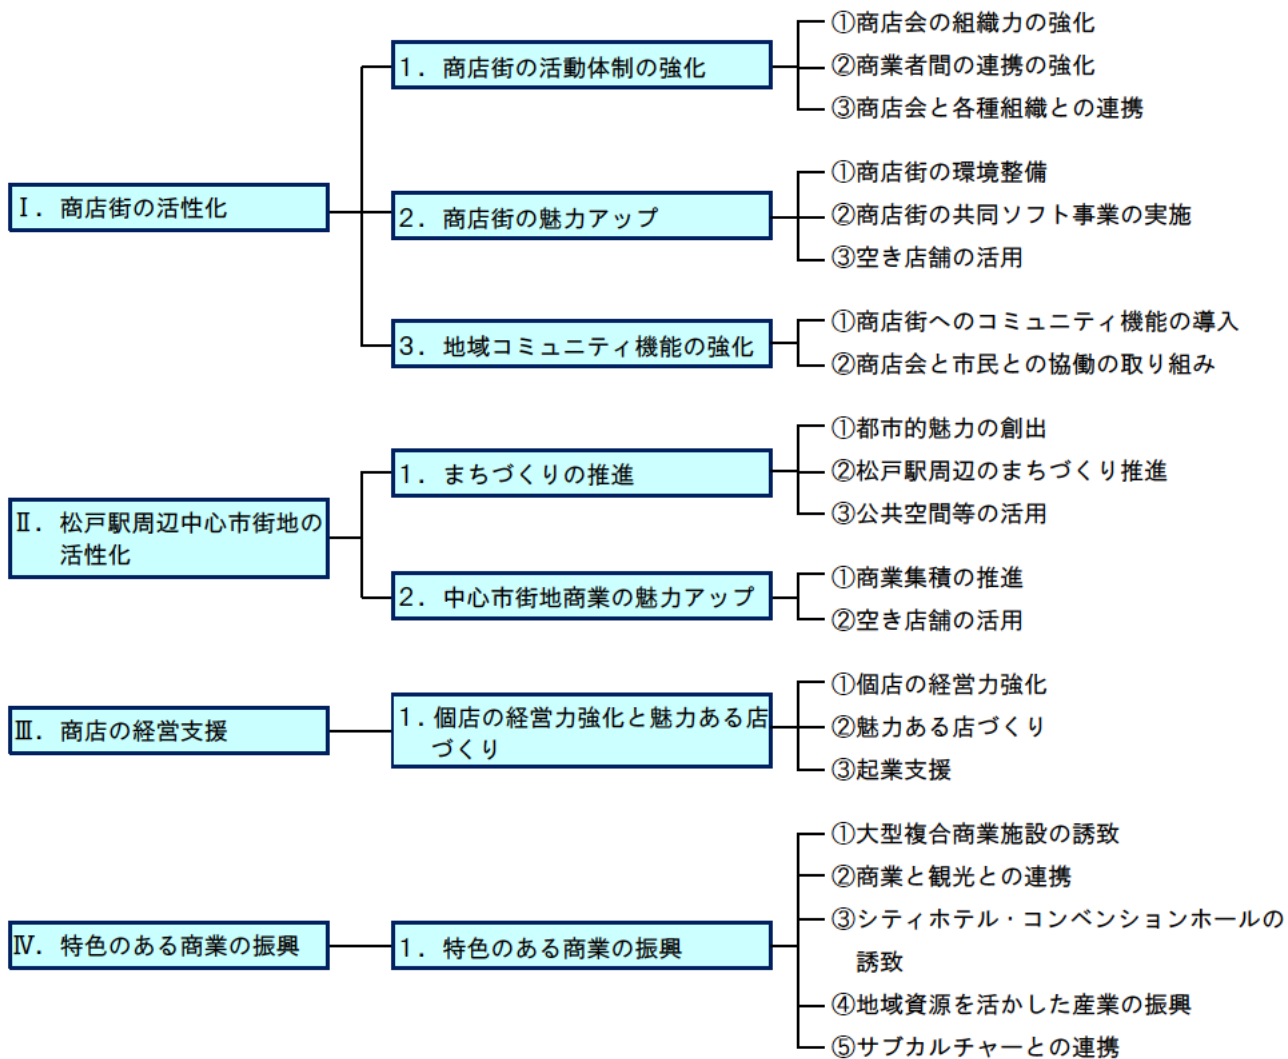 Ⅰ．商店街の活性化
１．商店街の活動体制の強化
①商店会の組織力の強化
②商業者間の連携の強化
③商店会と各種組織との連携
２．商店街の魅力アップ
①商店街の環境整備
②商店街の共同ソフト事業の実施
③空き店舗の活用
３．地域コミュニティ機能の強化
①商店街へのコミュニティ機能の導入
②商店会と市民との協働の取り組み
Ⅱ．松戸駅周辺中心市街地の
活性化
１．まちづくりの推進
①都市的魅力の創出
②松戸駅周辺のまちづくり推進
③公共空間等の活用
２．中心市街地商業の魅力アップ
①商業集積の推進
②空き店舗の活用
Ⅲ．商店の経営支援
１．個店の経営力強化と魅力ある店
づくり
①個店の経営力強化
②魅力ある店づくり
③起業支援
Ⅳ．特色のある商業の振興
１．特色のある商業の振興
①大型複合商業施設の誘致
②商業と観光との連携
③シティホテル・コンベンションホールの
誘致
④地域資源を活かした産業の振興
⑤サブカルチャーとの連携